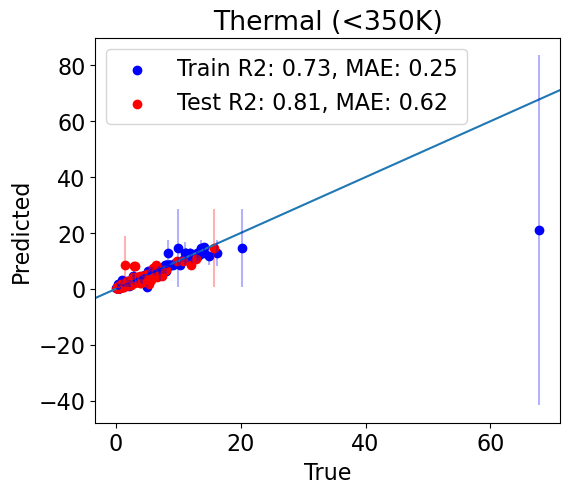 Thermal (<350K)
Train R2: 0.73, MAE: 0.25
Test R2: 0.81, MAE: 0.62
80
60
40
20
0
−20
−40
Predicted
0
20
40
60
True